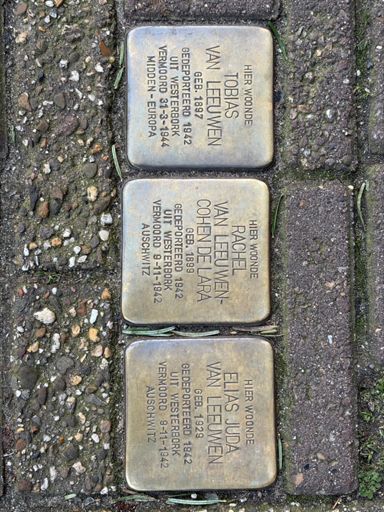 HIER WOONDE
TOBIAS
VAN LEEUWEN
GEB. 1897
GEDEPORTEERD 1942
UIT WESTERBORK
VERMOORD 31-3-1944
MIDDEN-EUROPA
HIER WOONDE
RACHEL
VAN LEEUWEN-
COHEN DE LARA
GEB. 1899
GEDEPORTEERD 1942
UIT WESTERBORK
VERMOORD 9-11-1942
AUSCHWITZ
HIER WOONDE
ELIAS JUDA
VAN LEEUWEN
GEB. 1929
GEDEPORTEERD 1942
UIT WESTERBORK
VERMOORD 9-11-1942
AUSCHWITZ